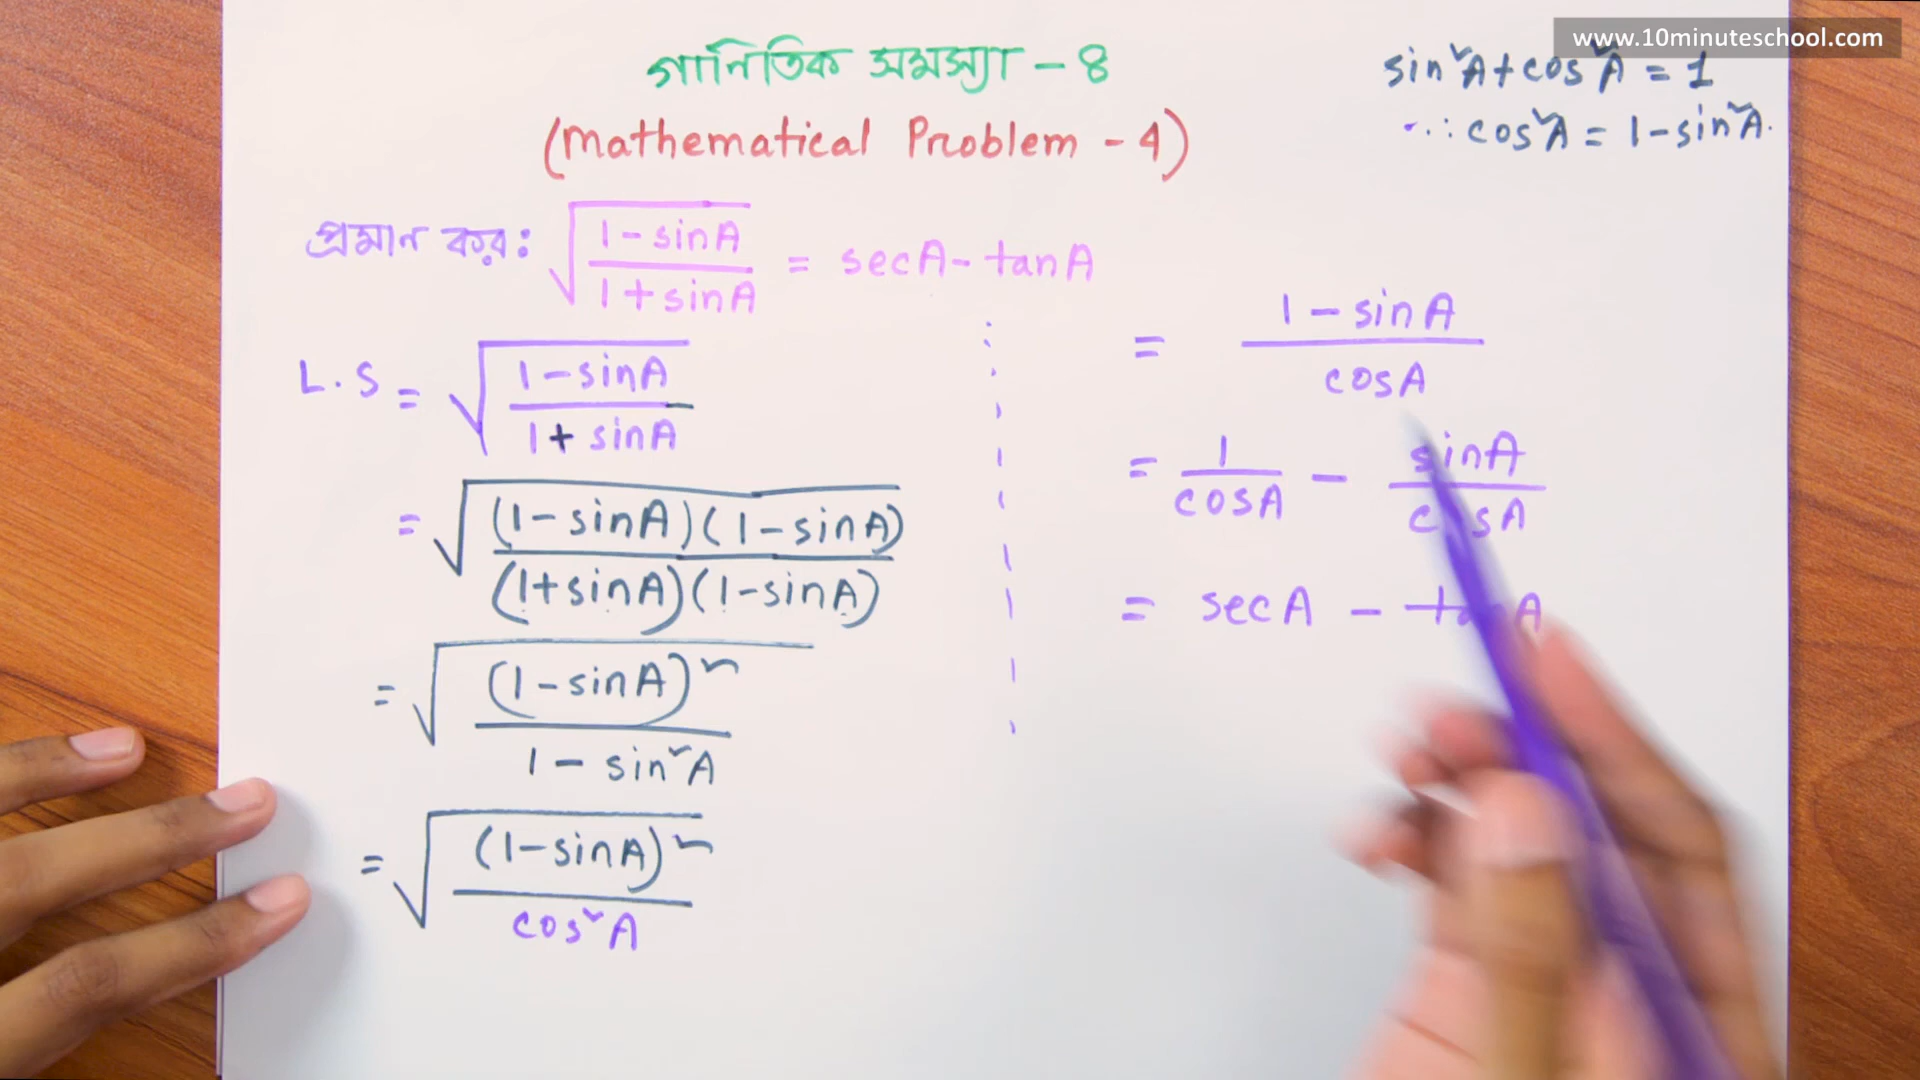 www.10minuteschool.com
গানিতিক সমস্যা - ৪
(Mathematical Problem - 4)
sin²A + cos²A = 1
∴ cos²A = 1 - sin²A.
প্রমান কর: √((1 - sinA)/(1 + sinA)) = secA - tanA
L.S = √((1 - sinA)/(1 + sinA))
= √((1 - sinA)(1 - sinA)/(1 + sinA)(1 - sinA))
= √((1 - sinA)²/(1 - sin²A))
= √((1 - sinA)²/cos²A)
= (1 - sinA)/cosA
= 1/cosA - sinA/cosA
= secA - tanA